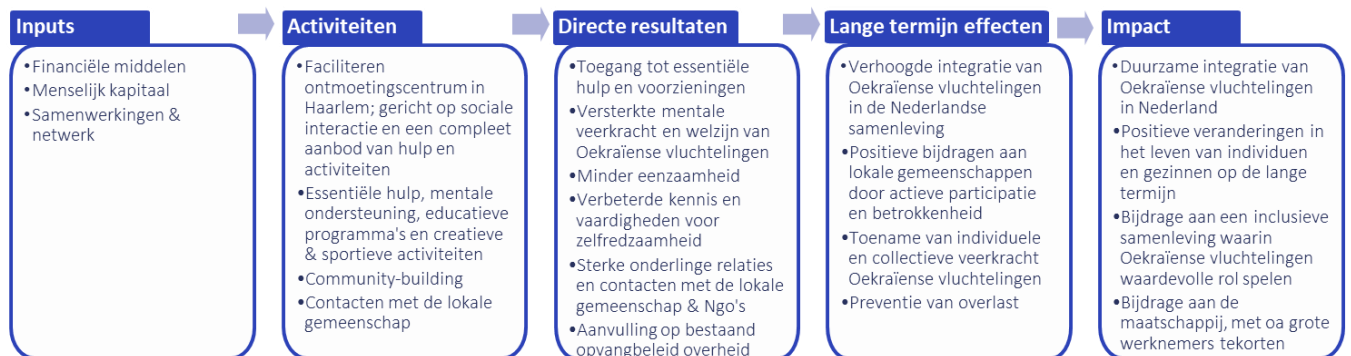 Inputs
•Financiële middelen
•Menselijk kapitaal
•Samenwerkingen &
netwerk
Activiteiten
•Faciliteren
ontmoetingscentrum in
Haarlem; gericht op sociale
interactie en een compleet
aanbod van hulp en
activiteiten
•Essentiële hulp, mentale
ondersteuning, educatieve
programma's en creatieve
& sportieve activiteiten
•Community-building
•Contacten met de lokale
gemeenschap
Directe resultaten
•Toegang tot essentiële
hulp en voorzieningen
•Versterkte mentale
veerkracht en welzijn van
Oekraïense vluchtelingen
•Minder eenzaamheid
•Verbeterde kennis en
vaardigheden voor
zelfredzaamheid
•Sterke onderlinge relaties
en contacten met de lokale
gemeenschap & Ngo's
•Aanvulling op bestaand
opvangbeleid overheid
Lange termijn effecten
•Verhoogde integratie van
Oekraïense vluchtelingen
in de Nederlandse
samenleving
•Positieve bijdragen aan
lokale gemeenschappen
door actieve participatie
en betrokkenheid
•Toename van individuele
en collectieve veerkracht
Oekraïense vluchtelingen
•Preventie van overlast
Impact
•Duurzame integratie van
Oekraïense vluchtelingen
in Nederland
•Positieve veranderingen in
het leven van individuen
en gezinnen op de lange
termijn
•Bijdrage aan een inclusieve
samenleving waarin
Oekraïense vluchtelingen
waardevolle rol spelen
•Bijdrage aan de
maatschappij, met oa grote
werknemers tekorten